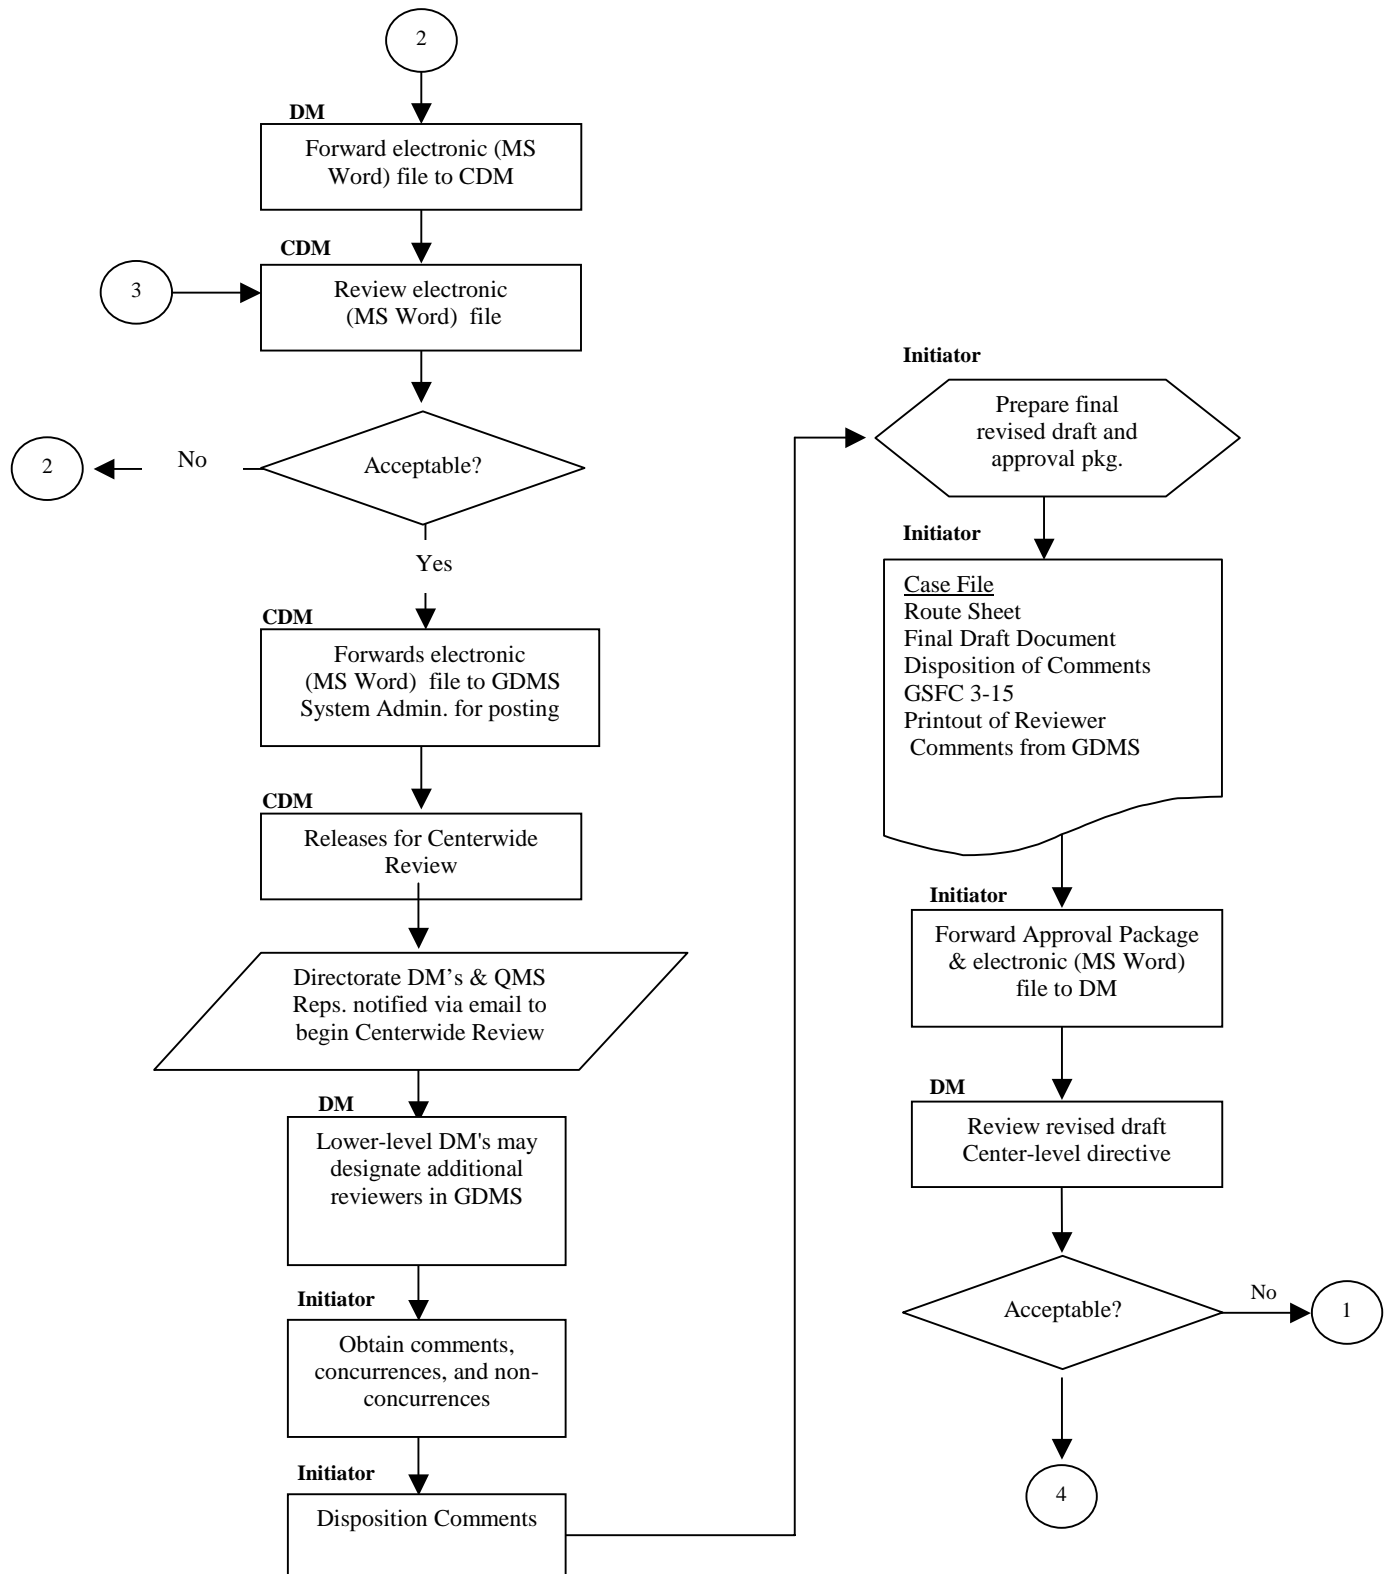 2
DM
Forward electronic (MS
Word) file to CDM
CDM
3
Review electronic
(MS Word) file
2
No
Acceptable?
Yes
CDM
Forwards electronic
(MS Word) file to GDMS
System Admin. for posting
CDM
Releases for Centerwide
Review
Directorate DM’s & QMS
Reps. notified via email to
begin Centerwide Review
DM
Lower-level DM's may
designate additional
reviewers in GDMS
Initiator
Obtain comments,
concurrences, and non-
concurrences
Initiator
Disposition Comments
Initiator
Prepare final
revised draft and
approval pkg.
Initiator
Case File
Route Sheet
Final Draft Document
Disposition of Comments
GSFC 3-15
Printout of Reviewer
Comments from GDMS
Initiator
Forward Approval Package
& electronic (MS Word)
file to DM
DM
Review revised draft
Center-level directive
Acceptable?
No
1
4